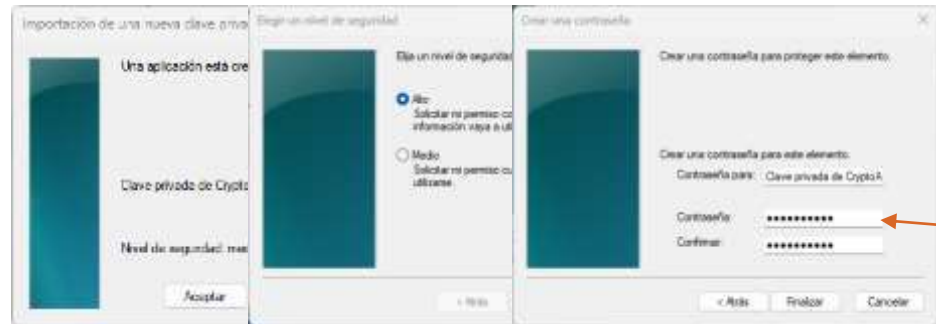 Importación de una nueva clave priva
Una aplicación está cre
Clave privada de Crypto
Nivel de seguridad: me
Aceptar
Elegir un nivel de seguridad
Elija un nivel de seguridad
Alto
Solicitar mi permiso co
información vaya a uti
Medio
Solicitar mi permiso cu
utilizarse.
< Atrás
Crear una contraseña
Crear una contraseña para proteger este elemento.
Crear una contraseña para este elemento.
Contraseña para: Clave privada de CryptoA
Contraseña: ●●●●●●●●●●
Confirmar: ●●●●●●●●●●
< Atrás Finalizar Cancelar